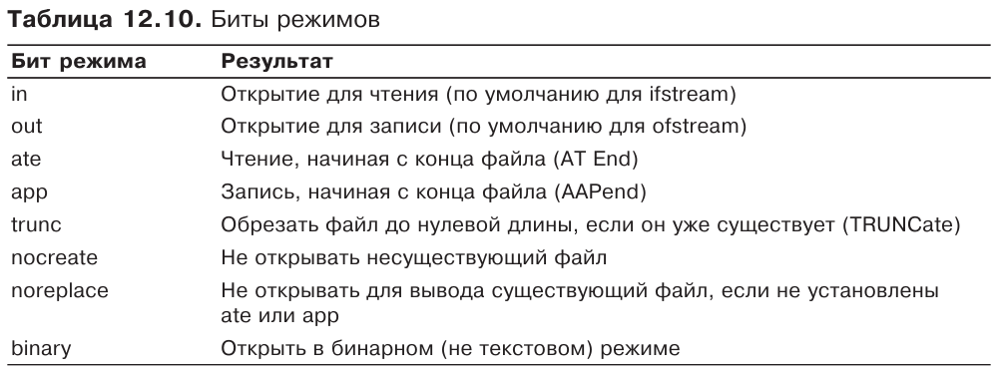 Таблица 12.10. Биты режимов
Бит режима Результат
in Открытие для чтения (по умолчанию для ifstream)
out Открытие для записи (по умолчанию для ofstream)
ate Чтение, начиная с конца файла (AT End)
app Запись, начиная с конца файла (AAPend)
trunc Обрезать файл до нулевой длины, если он уже существует (TRUNCate)
nocreate Не открывать несуществующий файл
noreplace Не открывать для вывода существующий файл, если не установлены
ate или app
binary Открыть в бинарном (не текстовом) режиме